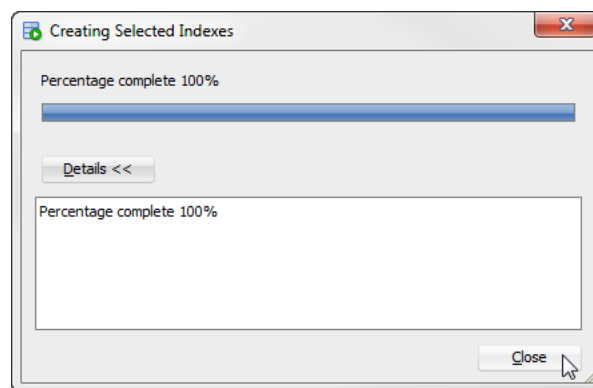 Creating Selected Indexes
Percentage complete 100%
Details <<
Percentage complete 100%
Close